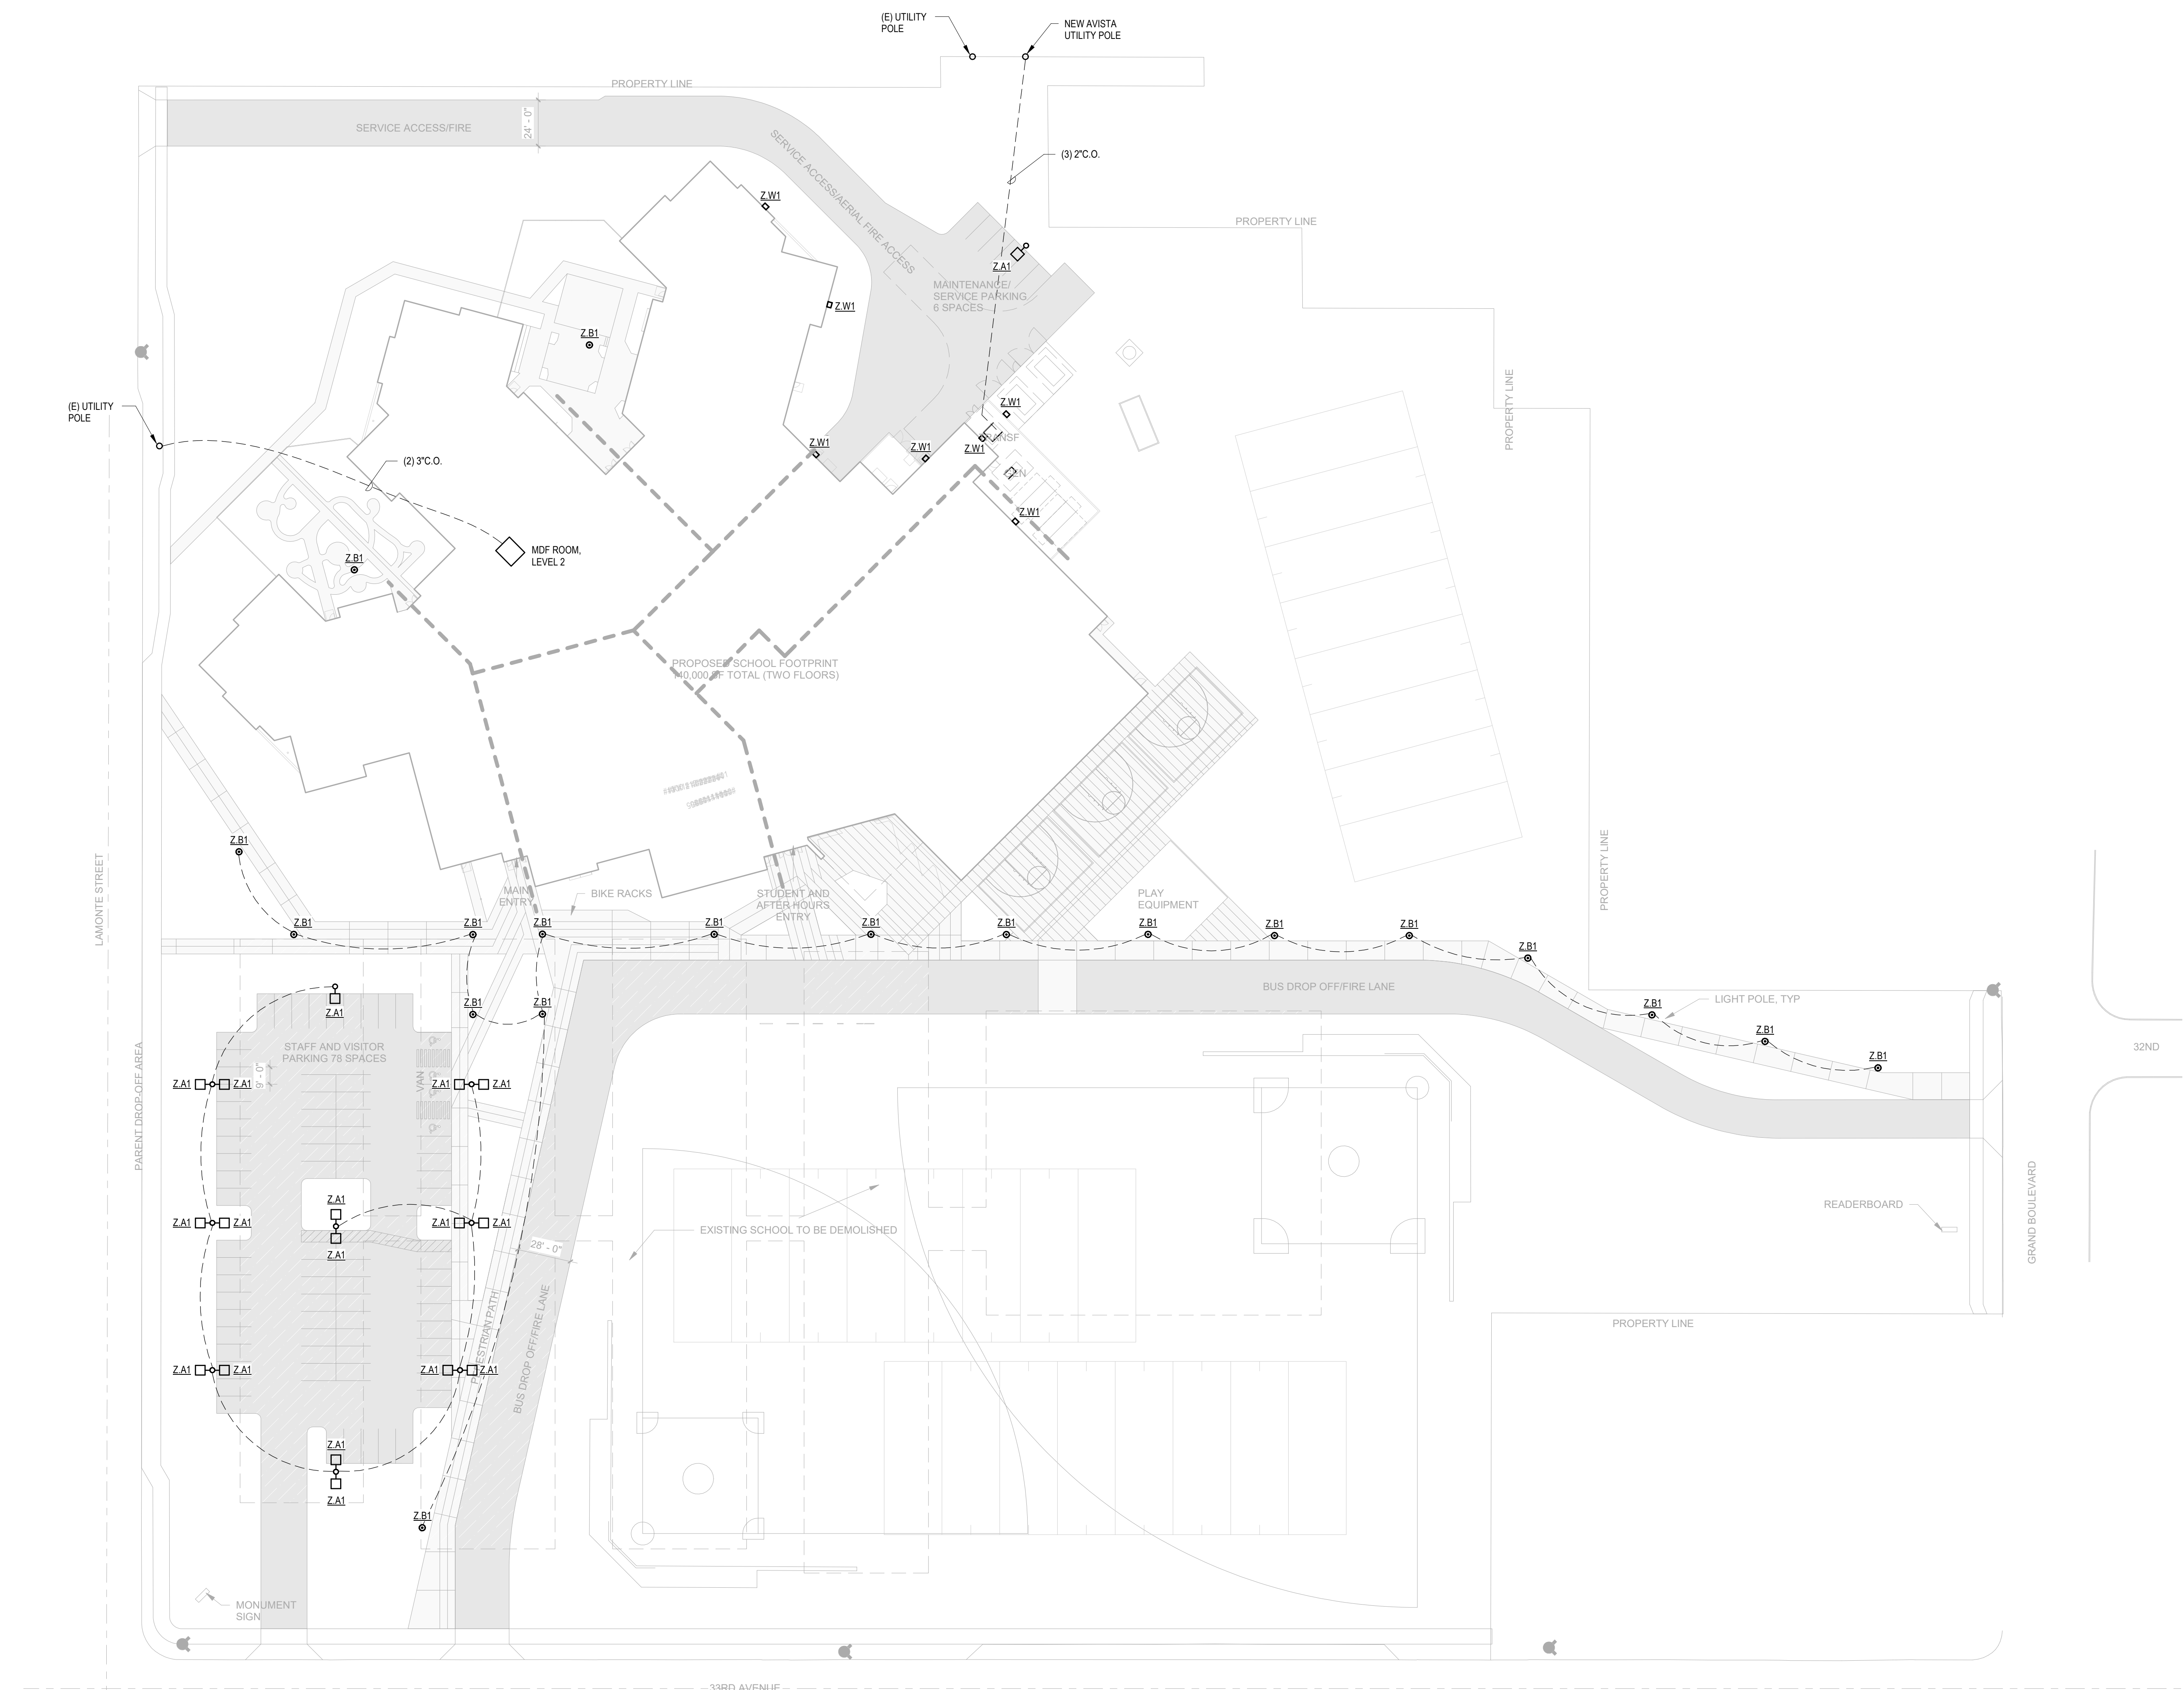 (E) UTILITY
POLE
NEW AVISTA
UTILITY POLE
PROPERTY LINE
SERVICE ACCESS/FIRE
24' - 0"
SERVICE ACCESS/AERIAL FIRE ACCESS
(3) 2"C.O.
Z.W1
PROPERTY LINE
Z.A1
MAINTENANCE/
SERVICE PARKING
6 SPACES
Z.W1
Z.B1
(E) UTILITY
POLE
PROPERTY LINE
Z.W1
Z.W1
Z.W1
Z.W1
TRANSF
(2) 3"C.O.
GEN
Z.W1
MDF ROOM,
LEVEL 2
Z.B1
PROPOSED SCHOOL FOOTPRINT
140,000 SF TOTAL (TWO FLOORS)
Z.B1
PROPERTY LINE
LAMONTE STREET
MAIN
ENTRY
BIKE RACKS
STUDENT AND
AFTER HOURS
ENTRY
PLAY
EQUIPMENT
Z.B1
Z.B1
Z.B1
Z.B1
Z.B1
Z.B1
Z.B1
Z.B1
Z.B1
Z.B1
BUS DROP OFF/FIRE LANE
Z.B1
LIGHT POLE, TYP
Z.B1
Z.B1
Z.B1
Z.B1
Z.A1
Z.B1
32ND
STAFF AND VISITOR
PARKING 78 SPACES
9' - 0"
VAN
PARENT DROP-OFF AREA
Z.A1
Z.A1
Z.A1
Z.A1
Z.A1
Z.A1
Z.A1
Z.A1
Z.A1
Z.A1
READERBOARD
GRAND BOULEVARD
EXISTING SCHOOL TO BE DEMOLISHED
28' - 0"
PEDESTRIAN PATH
BUS DROP OFF/FIRE LANE
PROPERTY LINE
Z.A1
Z.A1
Z.A1
Z.A1
Z.A1
Z.A1
Z.B1
MONUMENT
SIGN
33RD AVENUE